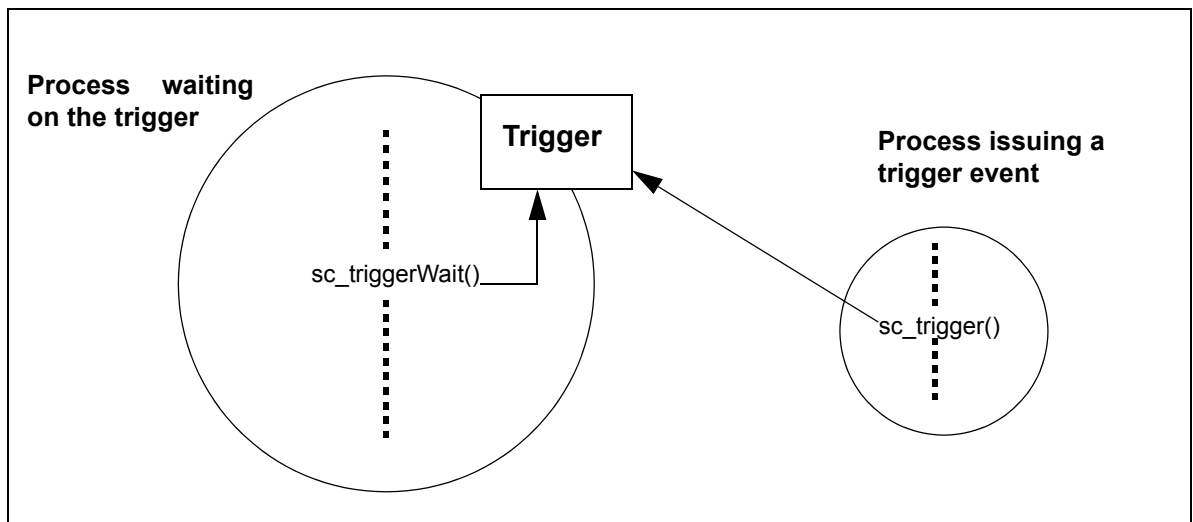 Process waiting
on the trigger
Trigger
Process issuing a
trigger event
sc_triggerWait()
sc_trigger()